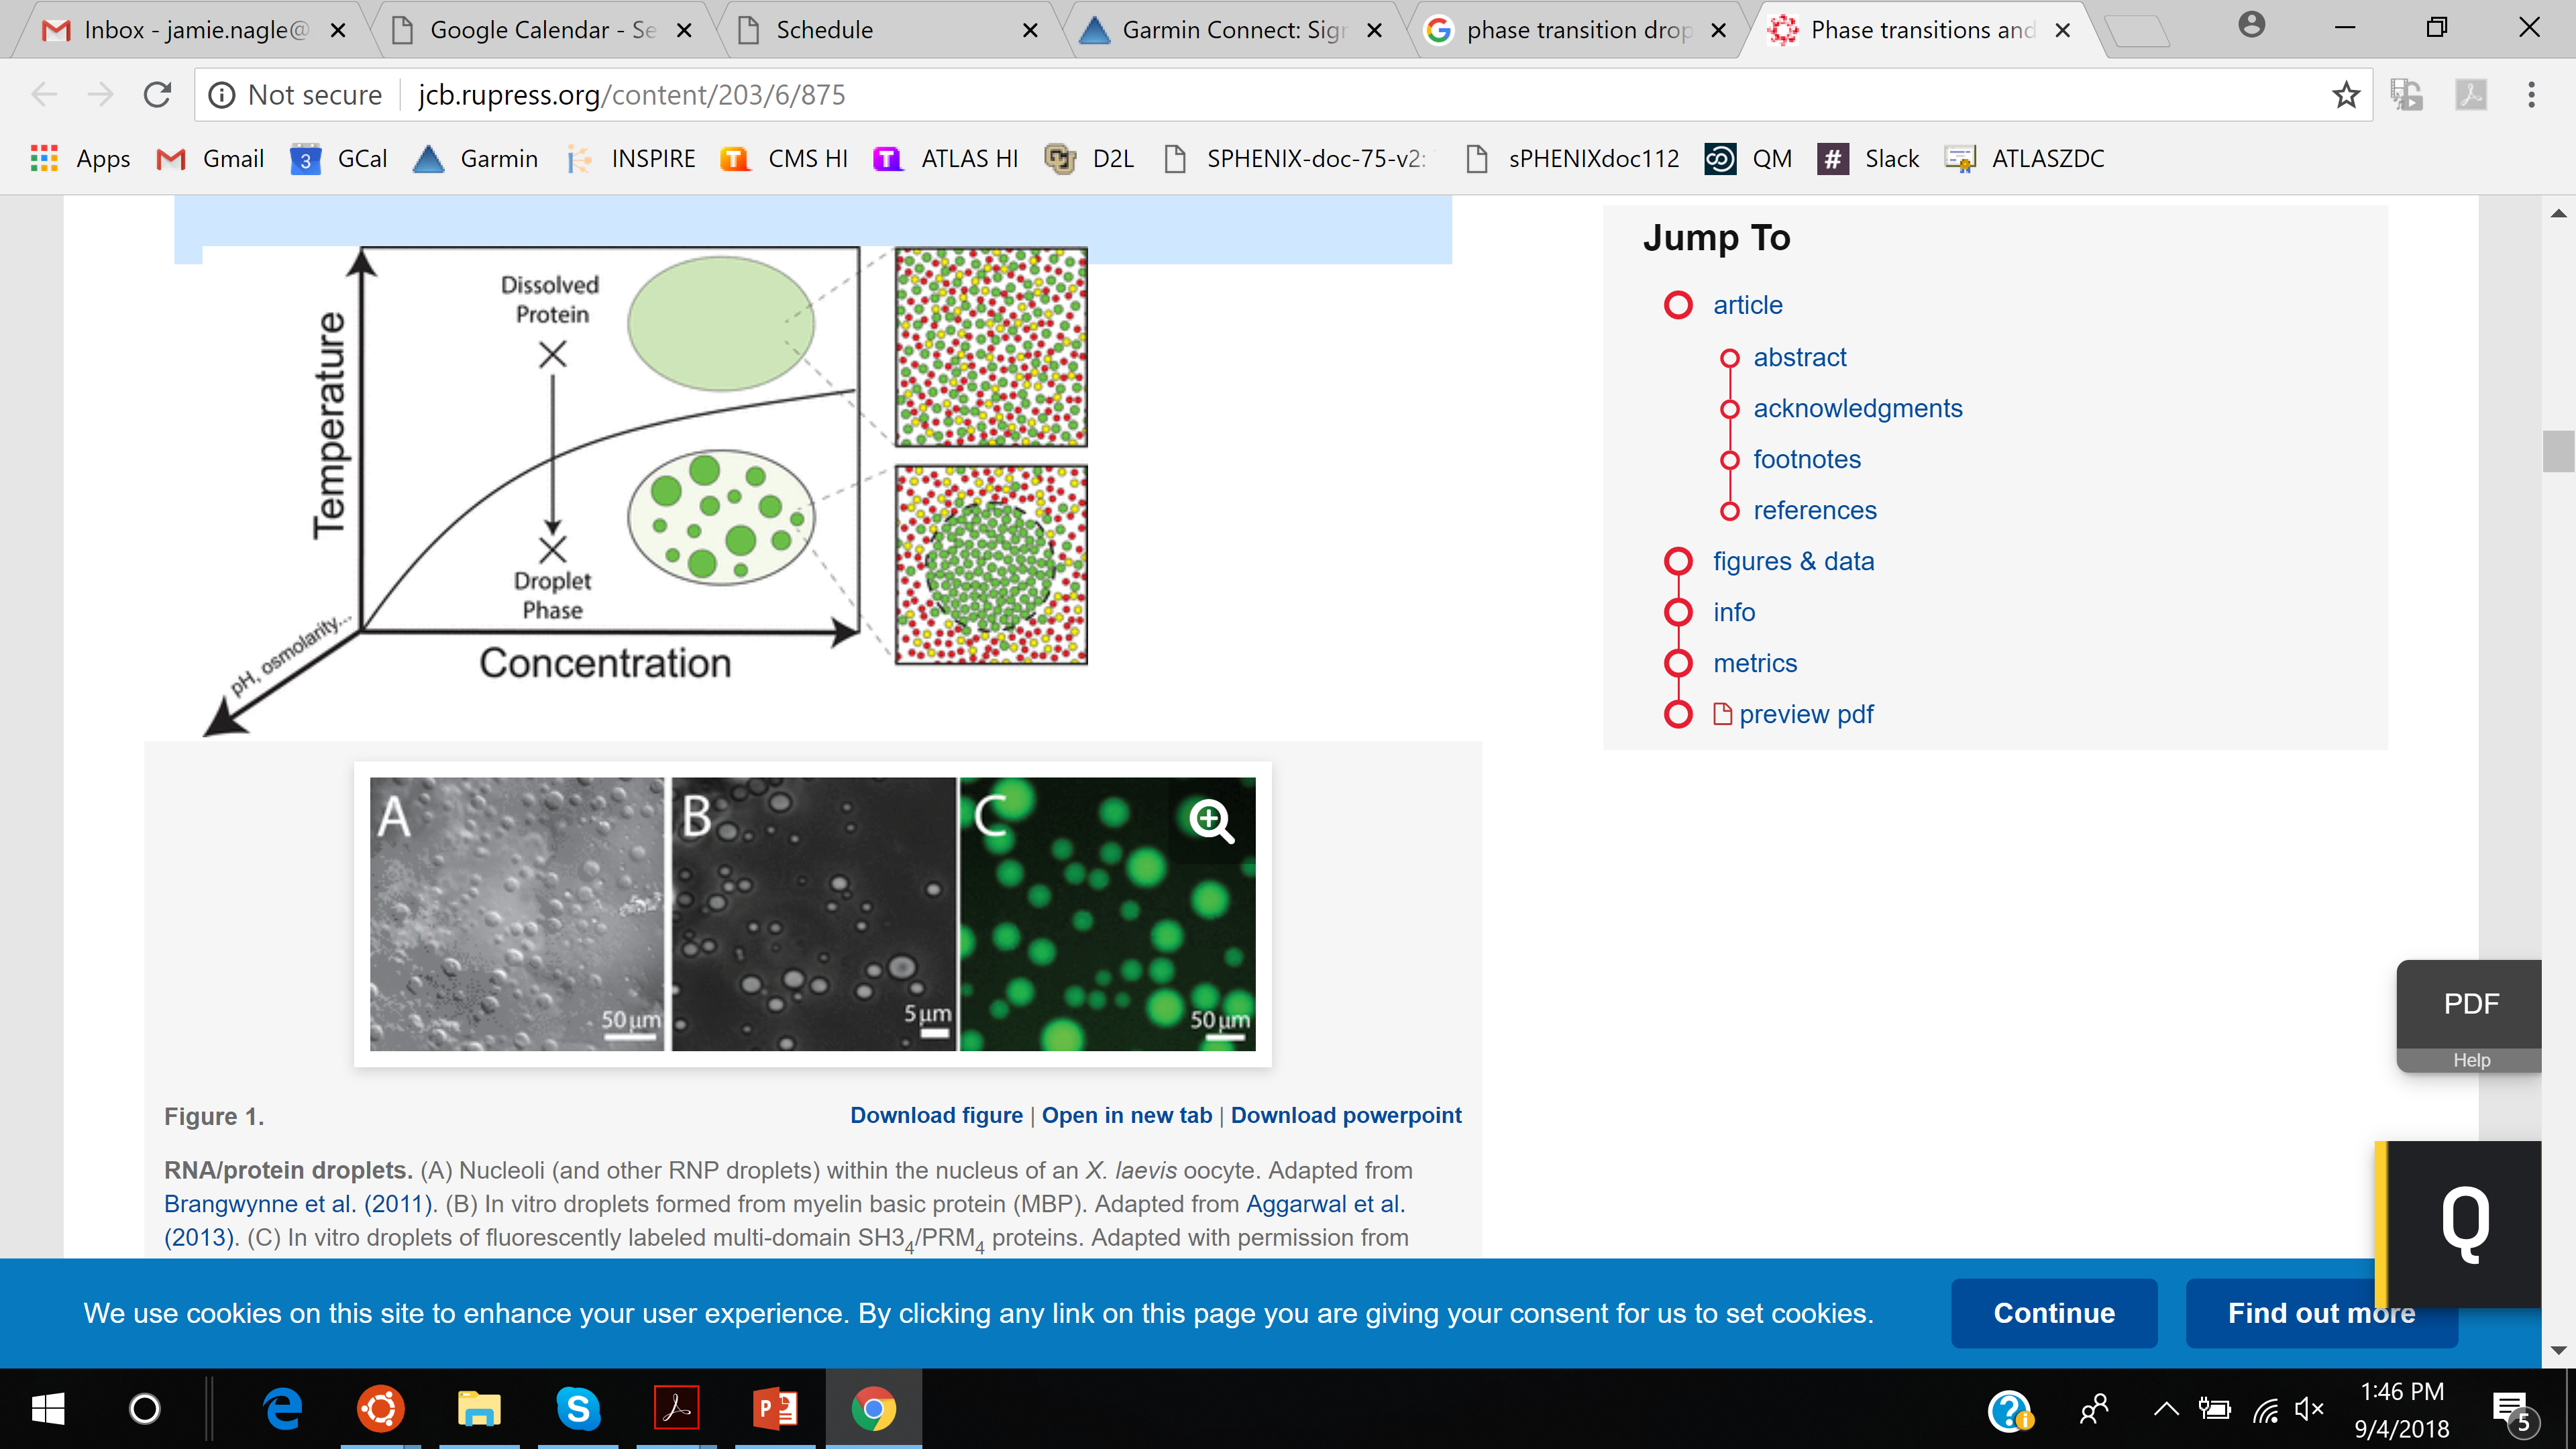 Inbox - jamie.nagle@
Google Calendar - Se
Schedule
Garmin Connect: Sign
phase transition drop
Phase transitions and
Not secure
jcb.rupress.org/content/203/6/875
Apps
Gmail
3
GCal
Garmin
INSPIRE
CMS HI
ATLAS HI
D2L
SPHENIX-doc-75-v2:
sPHENIXdoc112
QM
# Slack
ATLASZDC
Temperature
Dissolved
Protein
Droplet
Phase
Concentration
pH, osmolarity...
Jump To
article
abstract
acknowledgments
footnotes
references
figures & data
info
metrics
preview pdf
A
50 µm
B
5 µm
C
50 µm
Figure 1.
Download figure | Open in new tab | Download powerpoint
RNA/protein droplets. (A) Nucleoli (and other RNP droplets) within the nucleus of an X. laevis oocyte. Adapted from
Brangwynne et al. (2011). (B) In vitro droplets formed from myelin basic protein (MBP). Adapted from Aggarwal et al.
(2013). (C) In vitro droplets of fluorescently labeled multi-domain SH3₄/PRM₄ proteins. Adapted with permission from
PDF
Help
Q
We use cookies on this site to enhance your user experience. By clicking any link on this page you are giving your consent for us to set cookies.
Continue
Find out more
1:46 PM
9/4/2018
5